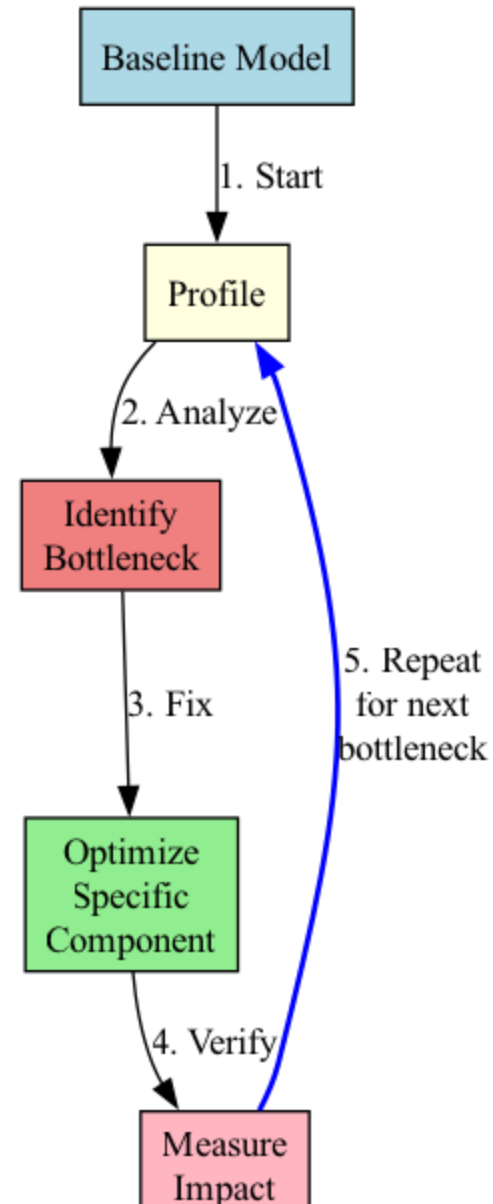 Baseline Model
1. Start
Profile
2. Analyze
Identify
Bottleneck
3. Fix
5. Repeat
for next
bottleneck
Optimize
Specific
Component
4. Verify
Measure
Impact